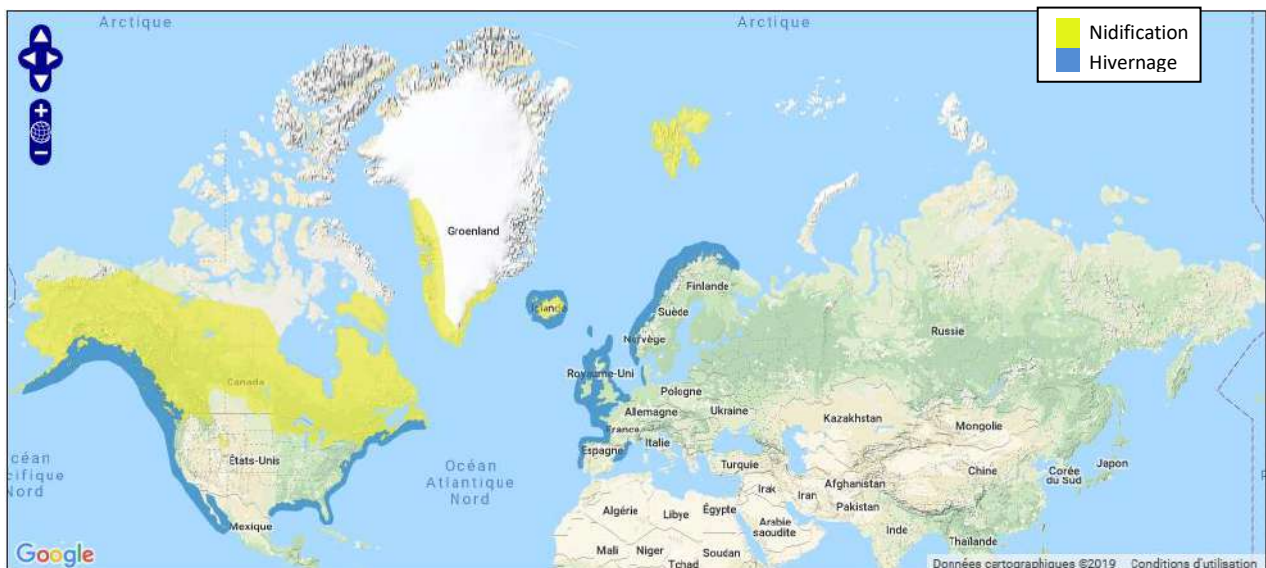 Arctique
Arctique
Nidification
Hivernage
Groenland
Islande
Finlande
Suède
Norvège
Russie
Royaume-Uni
Canada
Pologne
Allemagne
Ukraine
Kazakhstan
France
Mongolie
États-Unis
Espagne
Italie
Océan
Atlantique
Nord
céan
cifique
Nord
Turquie
Chine
Corée
du Sud
Japon
Afghanistan
Irak
Iran
Pakistan
Algérie
Libye
Égypte
Arabie
saoudite
Inde
Mexique
Mali
Niger
Soudan
Tchad
Thaïlande
Google
Données cartographiques ©2019 Conditions d'utilisation